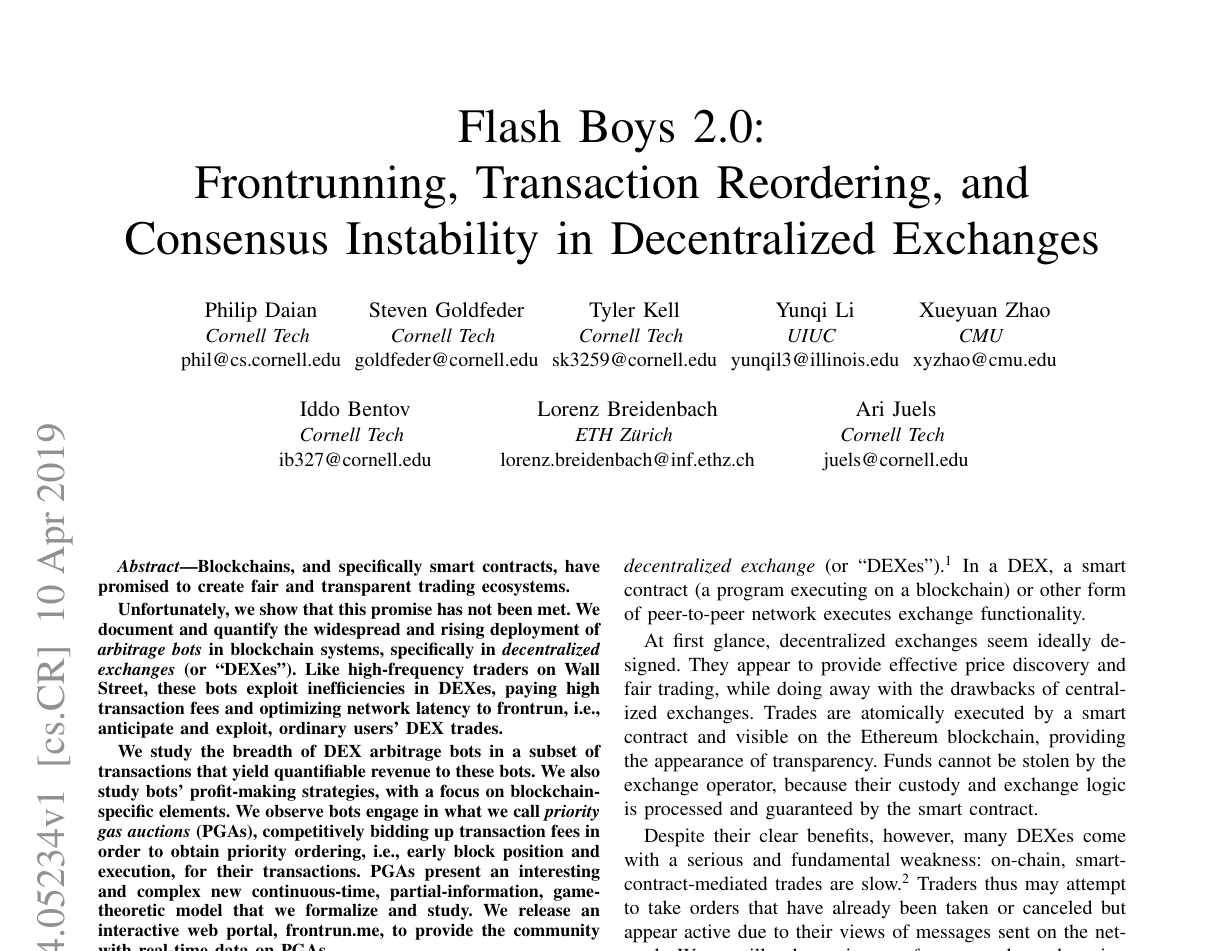 Flash Boys 2.0:
Frontrunning, Transaction Reordering, and
Consensus Instability in Decentralized Exchanges
Philip Daian
Cornell Tech
phil@cs.cornell.edu
Steven Goldfeder
Cornell Tech
goldfeder@cornell.edu
Tyler Kell
Cornell Tech
sk3259@cornell.edu
Yunqi Li
UIUC
yunqil3@illinois.edu
Xueyuan Zhao
CMU
xyzhao@cmu.edu
Iddo Bentov
Cornell Tech
ib327@cornell.edu
Lorenz Breidenbach
ETH Zürich
lorenz.breidenbach@inf.ethz.ch
Ari Juels
Cornell Tech
juels@cornell.edu
4.05234v1 [cs.CR] 10 Apr 2019
Abstract—Blockchains, and specifically smart contracts, have
promised to create fair and transparent trading ecosystems.
Unfortunately, we show that this promise has not been met. We
document and quantify the widespread and rising deployment of
arbitrage bots in blockchain systems, specifically in decentralized
exchanges (or “DEXes”). Like high-frequency traders on Wall
Street, these bots exploit inefficiencies in DEXes, paying high
transaction fees and optimizing network latency to frontrun, i.e.,
anticipate and exploit, ordinary users’ DEX trades.
We study the breadth of DEX arbitrage bots in a subset of
transactions that yield quantifiable revenue to these bots. We also
study bots’ profit-making strategies, with a focus on blockchain-
specific elements. We observe bots engage in what we call priority
gas auctions (PGAs), competitively bidding up transaction fees in
order to obtain priority ordering, i.e., early block position and
execution, for their transactions. PGAs present an interesting
and complex new continuous-time, partial-information, game-
theoretic model that we formalize and study. We release an
interactive web portal, frontrun.me, to provide the community
with real-time data on PGAs.
decentralized exchange (or “DEXes”).1 In a DEX, a smart
contract (a program executing on a blockchain) or other form
of peer-to-peer network executes exchange functionality.
At first glance, decentralized exchanges seem ideally de-
signed. They appear to provide effective price discovery and
fair trading, while doing away with the drawbacks of central-
ized exchanges. Trades are atomically executed by a smart
contract and visible on the Ethereum blockchain, providing
the appearance of transparency. Funds cannot be stolen by the
exchange operator, because their custody and exchange logic
is processed and guaranteed by the smart contract.
Despite their clear benefits, however, many DEXes come
with a serious and fundamental weakness: on-chain, smart-
contract-mediated trades are slow.2 Traders thus may attempt
to take orders that have already been taken or canceled but
appear active due to their views of messages sent on the net-